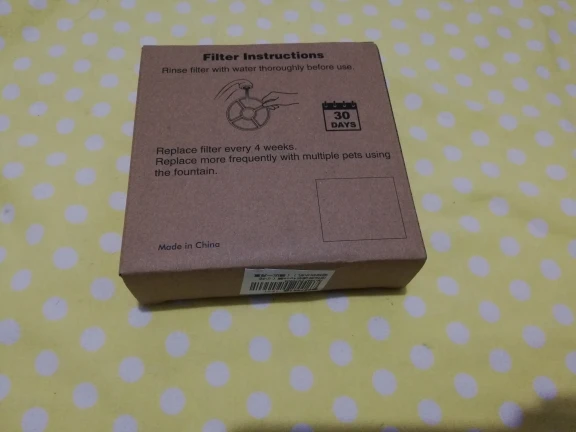 Filter Instructions
Rinse filter with water thoroughly before use.
30
DAYS
Replace filter every 4 weeks.
Replace more frequently with multiple pets using
the fountain.
Made in China